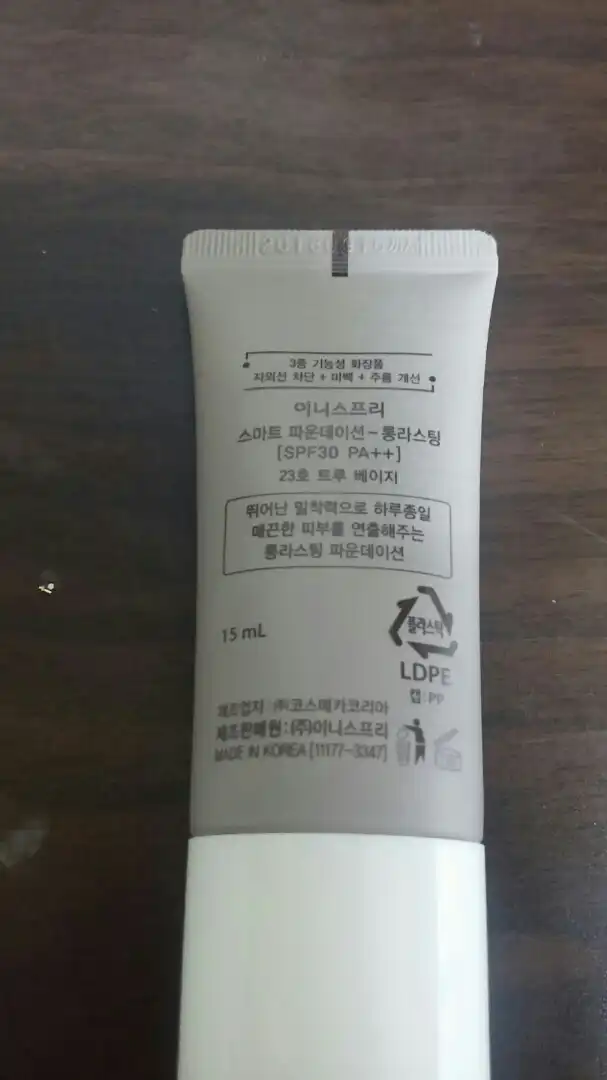 3종 기능성 화장품
자외선 차단 + 미백 + 주름 개선
이니스프리
스마트 파운데이션-롱라스팅
[SPF30 PA++]
23호 트루 베이지
뛰어난 밀착력으로 하루종일
매끈한 피부를 연출해주는
롱라스팅 파운데이션
15 mL
플라스틱
LDPE
캡:PP
제조업자:㈜코스메카코리아
제조판매원:(주)이니스프리
MADE IN KOREA [11177-3347]